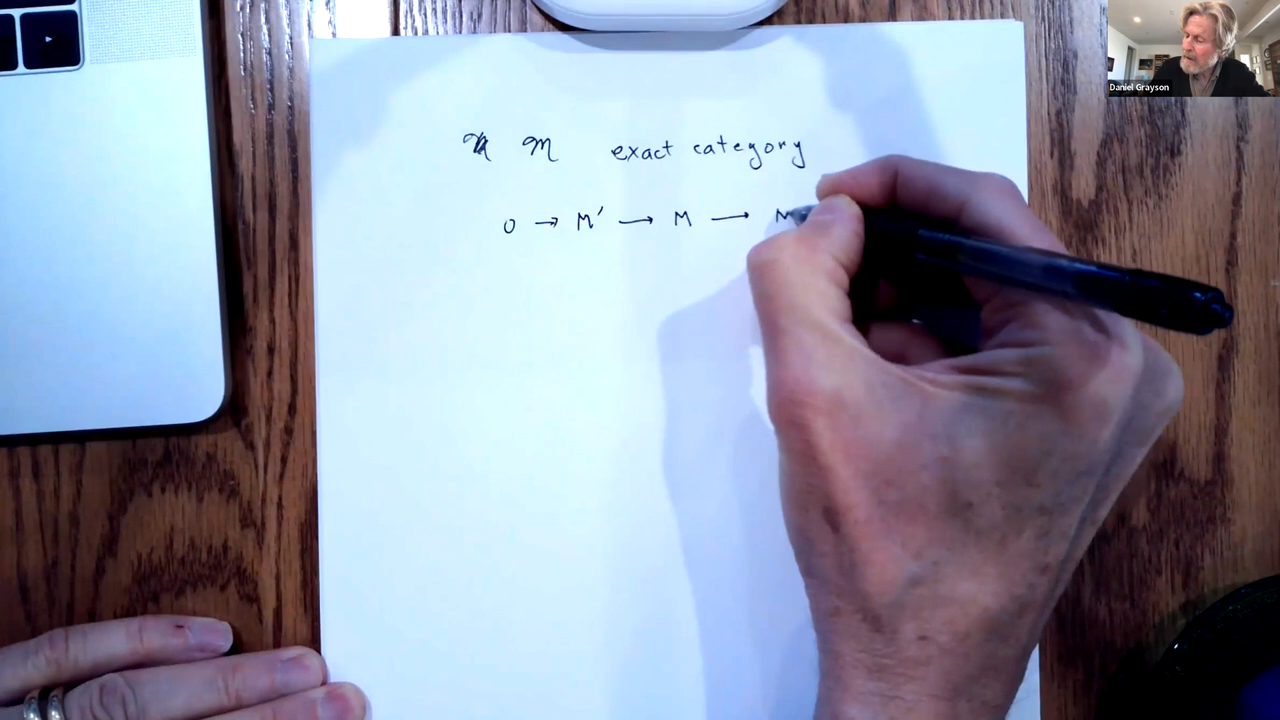 Daniel Grayson
𝔐 exact category
0 → M′ → M → M